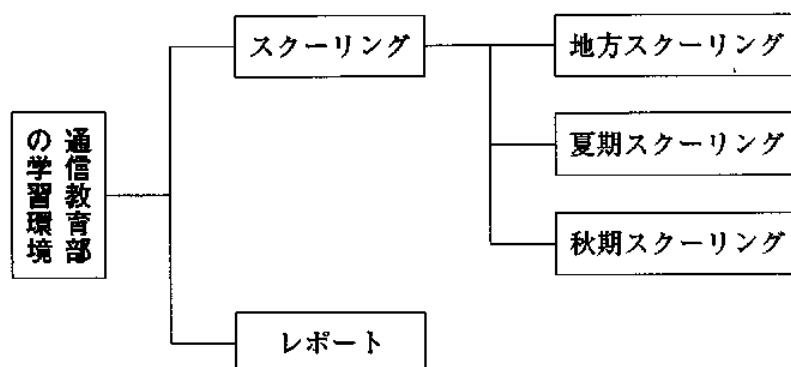 通信教育部
の学習環境
スクーリング
地方スクーリング
夏期スクーリング
秋期スクーリング
レポート